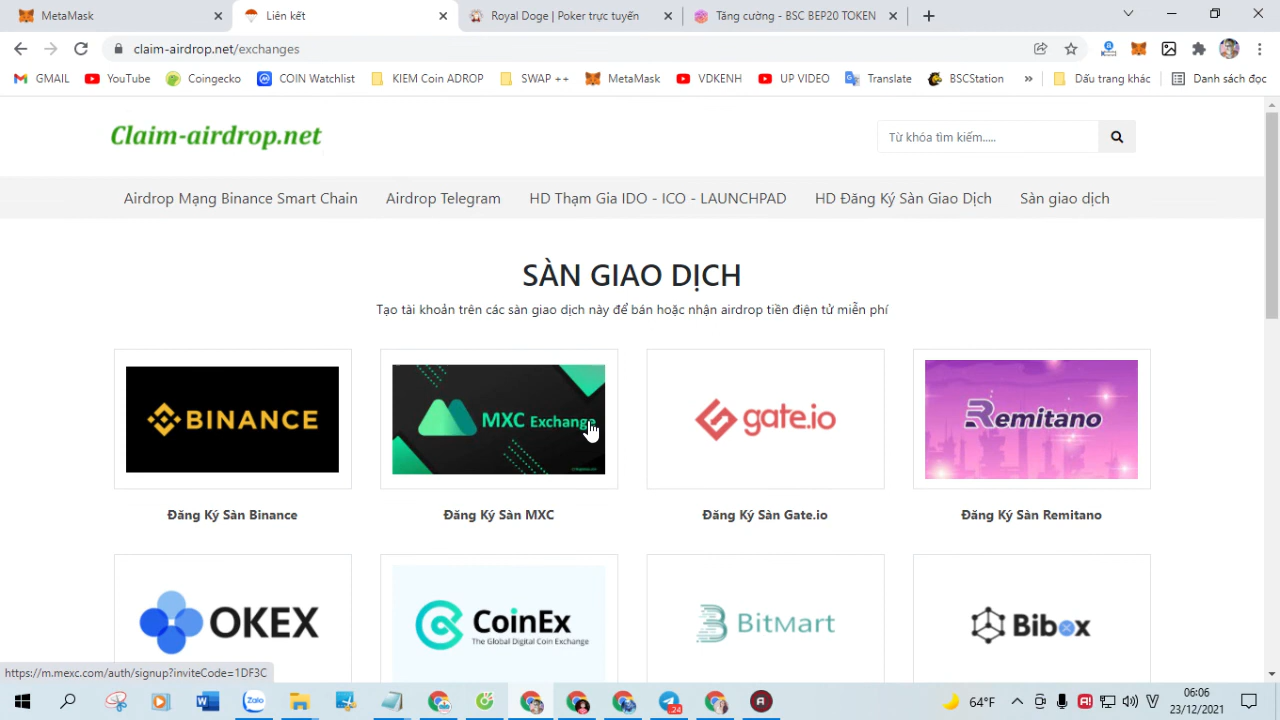 MetaMask
Liên kết
Royal Doge | Poker trực tuyến
Tăng cường - BSC BEP20 TOKEN
claim-airdrop.net/exchanges
GMAIL
YouTube
Coingecko
COIN Watchlist
KIEM Coin ADROP
SWAP ++
MetaMask
VDKENH
UP VIDEO
Translate
BSCStation
»
Dấu trang khác
Danh sách đọc
Claim-airdrop.net
Từ khóa tìm kiếm.....
Airdrop Mạng Binance Smart Chain
Airdrop Telegram
HD Thạm Gia IDO - ICO - LAUNCHPAD
HD Đăng Ký Sàn Giao Dịch
Sàn giao dịch
SÀN GIAO DỊCH
Tạo tài khoản trên các sàn giao dịch này để bán hoặc nhận airdrop tiền điện tử miễn phí
BINANCE
MXC Exchange
gate.io
Remitano
Đăng Ký Sàn Binance
Đăng Ký Sàn MXC
Đăng Ký Sàn Gate.io
Đăng Ký Sàn Remitano
OKEX
CoinEx
The Global Digital Coin Exchange
BitMart
Bibox
https://m.mexc.com/auth/signup?inviteCode=1DF3C
Zalo
24
64°F
06:06
23/12/2021